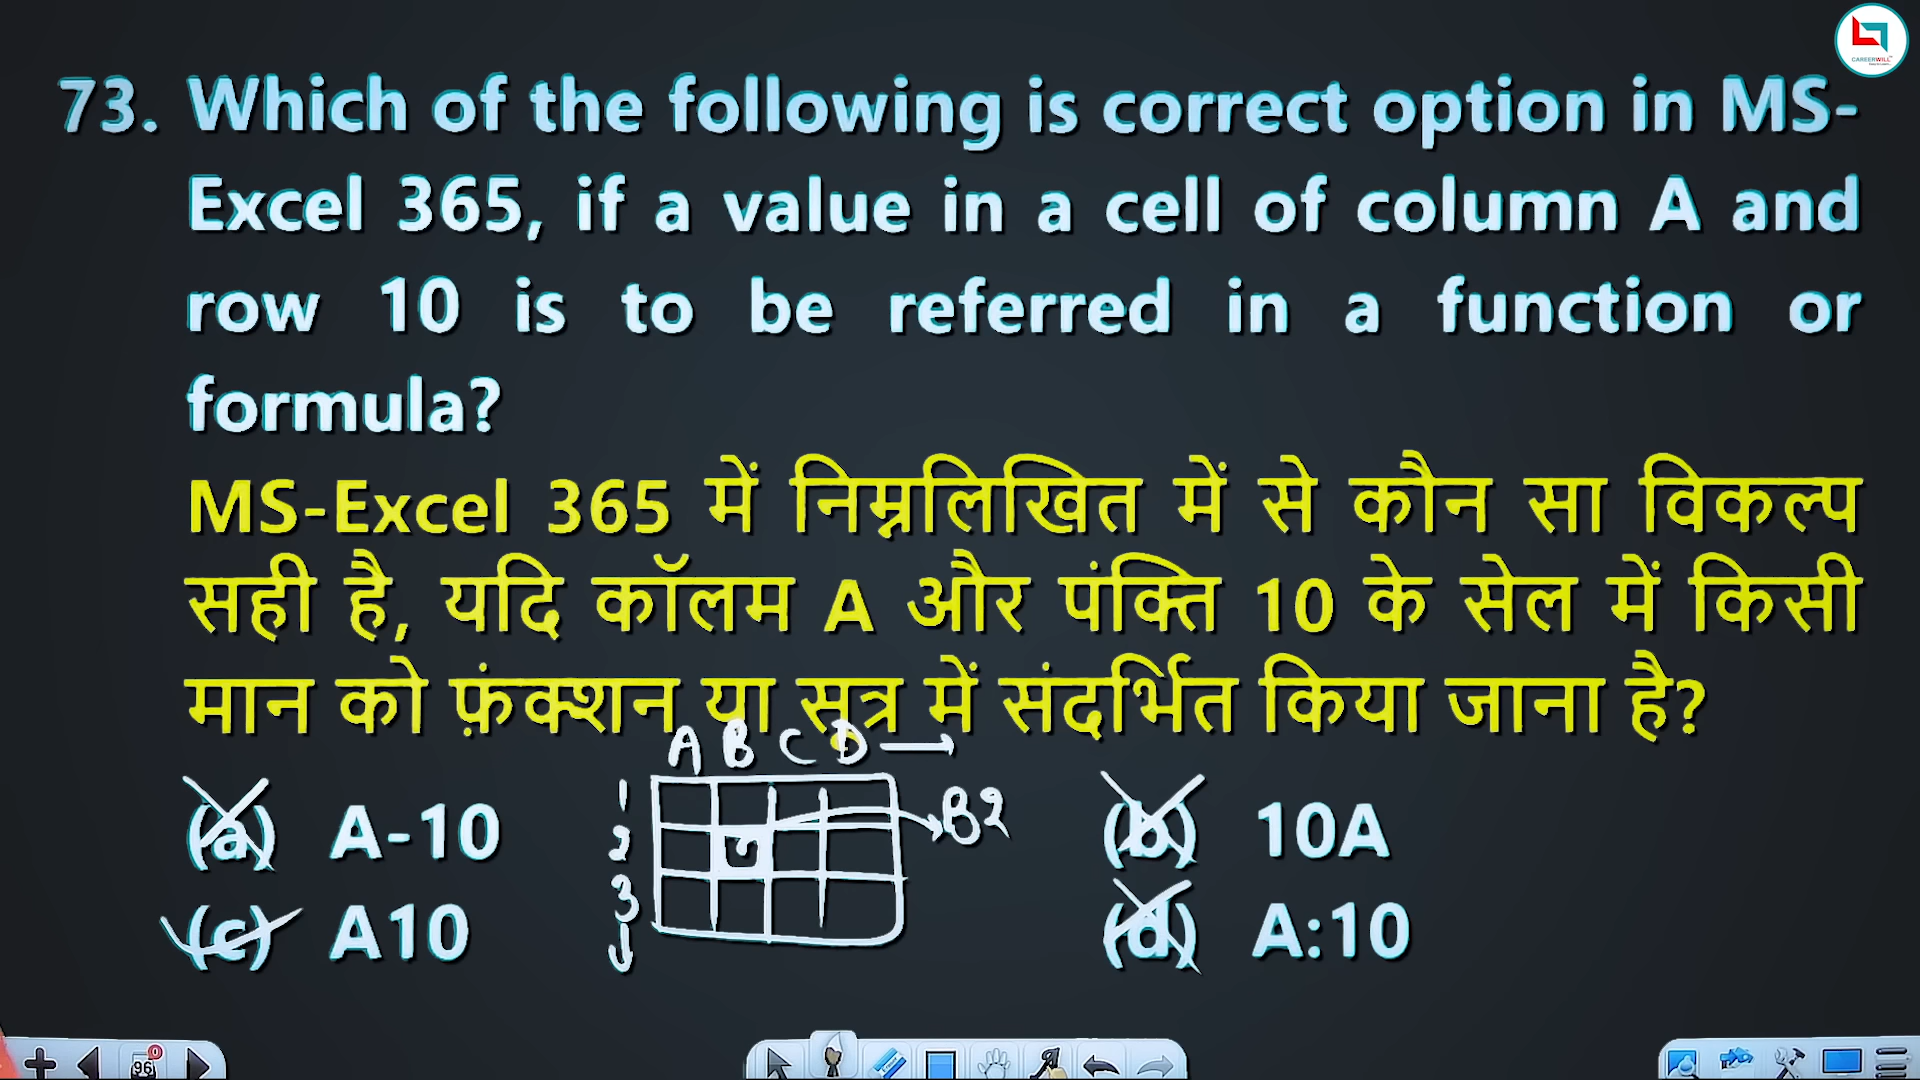 CAREERWILL
73. Which of the following is correct option in MS-
Excel 365, if a value in a cell of column A and
row 10 is to be referred in a function or
formula?
MS-Excel 365 में निम्नलिखित में से कौन सा विकल्प
सही है, यदि कॉलम A और पंक्ति 10 के सेल में किसी
मान को फ़ंक्शन या सूत्र में संदर्भित किया जाना है?
A B C D
1
2
3
B2
(a) A-10
(b) 10A
(c) A10
(d) A:10
96